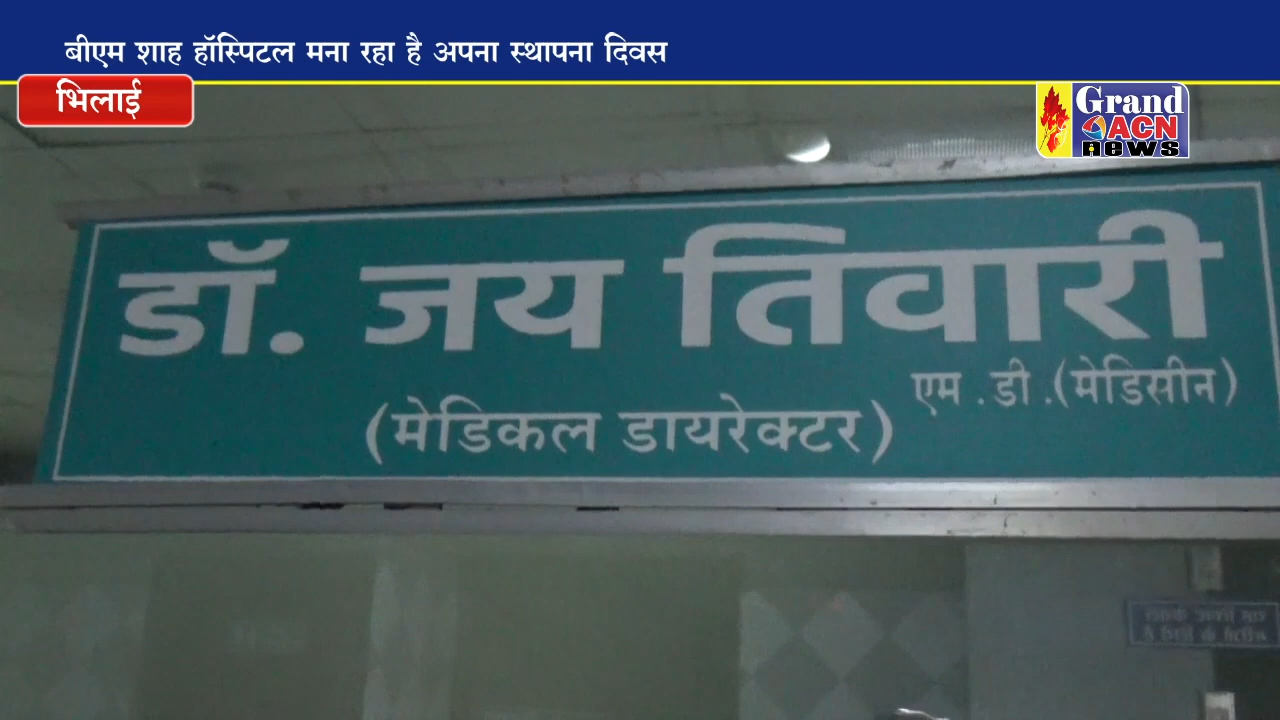 बीएम शाह हॉस्पिटल मना रहा है अपना स्थापना दिवस
भिलाई
Grand
ACN
news
डॉ. जय तिवारी
एम.डी.(मेडिसीन)
(मेडिकल डायरेक्टर)